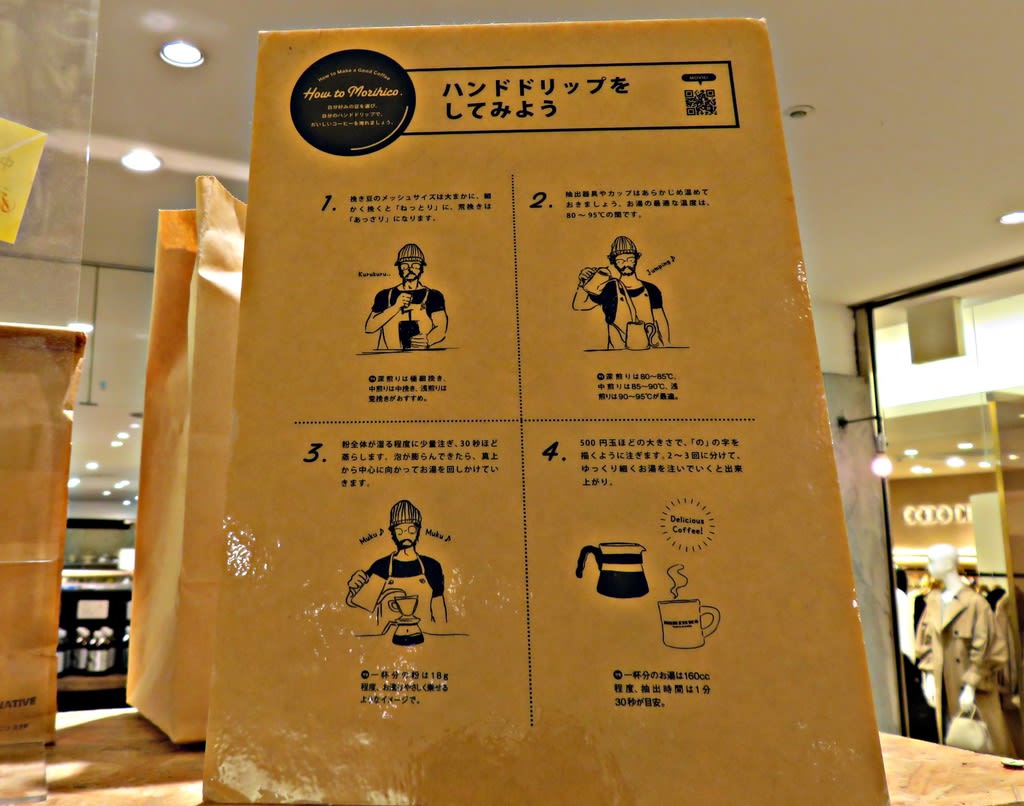 How to Make a Good Coffee
How to Morihico.
自分好みの豆を選び、
自分のハンドドリップで、
おいしいコーヒーを淹れましょう。
ハンドドリップを
してみよう
MOVIE!
1.
挽き豆のメッシュサイズは大まかに、細
かく挽くと「ねっとり」に、荒挽きは
「あっさり」になります。
Kurukuru..
深煎りは極細挽き、
中煎りは中挽き、浅煎りは
荒挽きがおすすめ。
2.
抽出器具やカップはあらかじめ温めて
おきましょう。お湯の最適な温度は、
80～95℃の間です。
Jumping♪
深煎りは80～85℃、
中煎りは85～90℃、浅
煎りは90～95℃が最適。
3.
粉全体が湿る程度に少量注ぎ、30秒ほど
蒸らします。泡が膨らんできたら、真上
から中心に向かってお湯を回しかけてい
きます。
Muku♪
Muku♪
一杯分の粉は18g
程度、お湯はやさしく乗せる
ようなイメージで。
4.
500円玉ほどの大きさで、「の」の字を
描くように注ぎます。2～3回に分けて、
ゆっくり細くお湯を注いでいくと出来
上がり。
Delicious
Coffee!
MORIHICO
一杯分のお湯は160cc
程度、抽出時間は1分
30秒が目安。
NATIVE